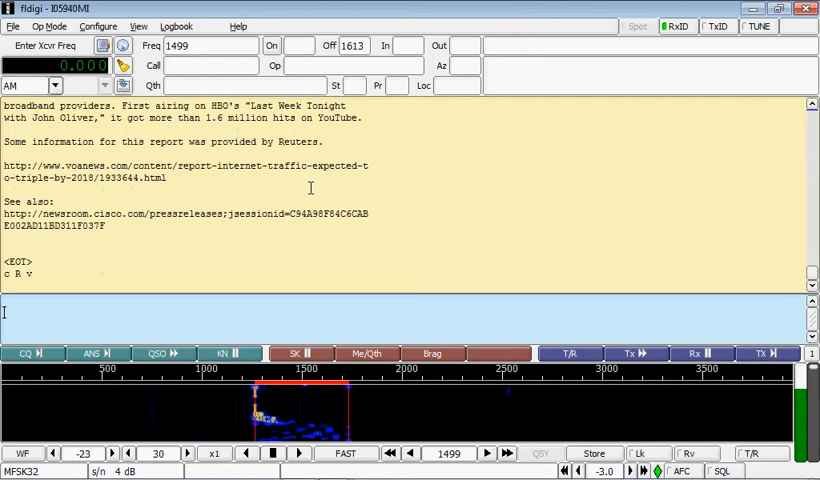 fldigi - I05940MI
File Op Mode Configure View Logbook Help Spot RxID TxID TUNE
Enter Xcvr Freq Freq 1499 On Off 1613 In Out
0.000 Call Op Az
AM Qth St Pr Loc
broadband providers. First airing on HBO's "Last Week Tonight
with John Oliver," it got more than 1.6 million hits on YouTube.
Some information for this report was provided by Reuters.
http://www.voanews.com/content/report-internet-traffic-expected-t
o-triple-by-2018/1933644.html
See also:
http://newsroom.cisco.com/pressreleases;jsessionid=C94A98F84C6CAB
E002AD11BD311F037F
<EOT>
c R v
CQ ANS QSO KN SK Me/Qth Brag T/R Tx Rx TX 1
500 1000 1500 2000 2500 3000 3500
WF -23 30 x1 FAST 1499 QSY Store Lk Rv T/R
MFSK32 s/n 4 dB -3.0 AFC SQL